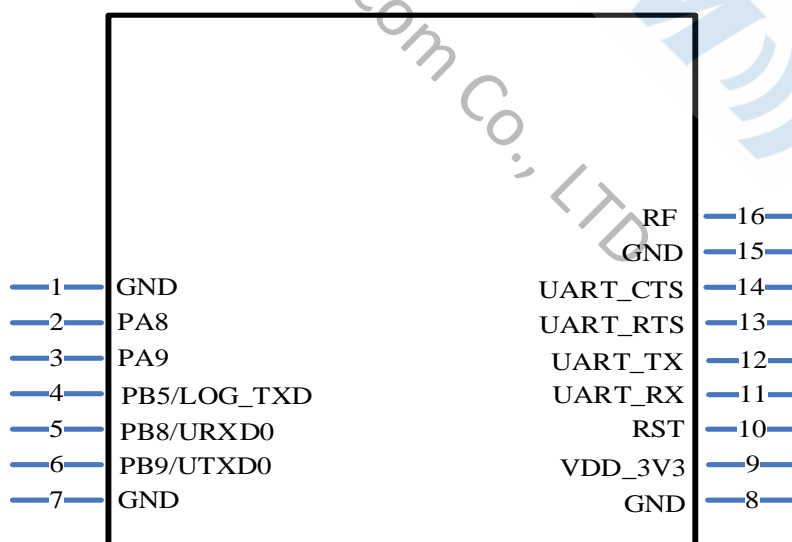 com Co., LTD
1 GND
2 PA8
3 PA9
4 PB5/LOG_TXD
5 PB8/URXD0
6 PB9/UTXD0
7 GND
RF 16
GND 15
UART_CTS 14
UART_RTS 13
UART_TX 12
UART_RX 11
RST 10
VDD_3V3 9
GND 8